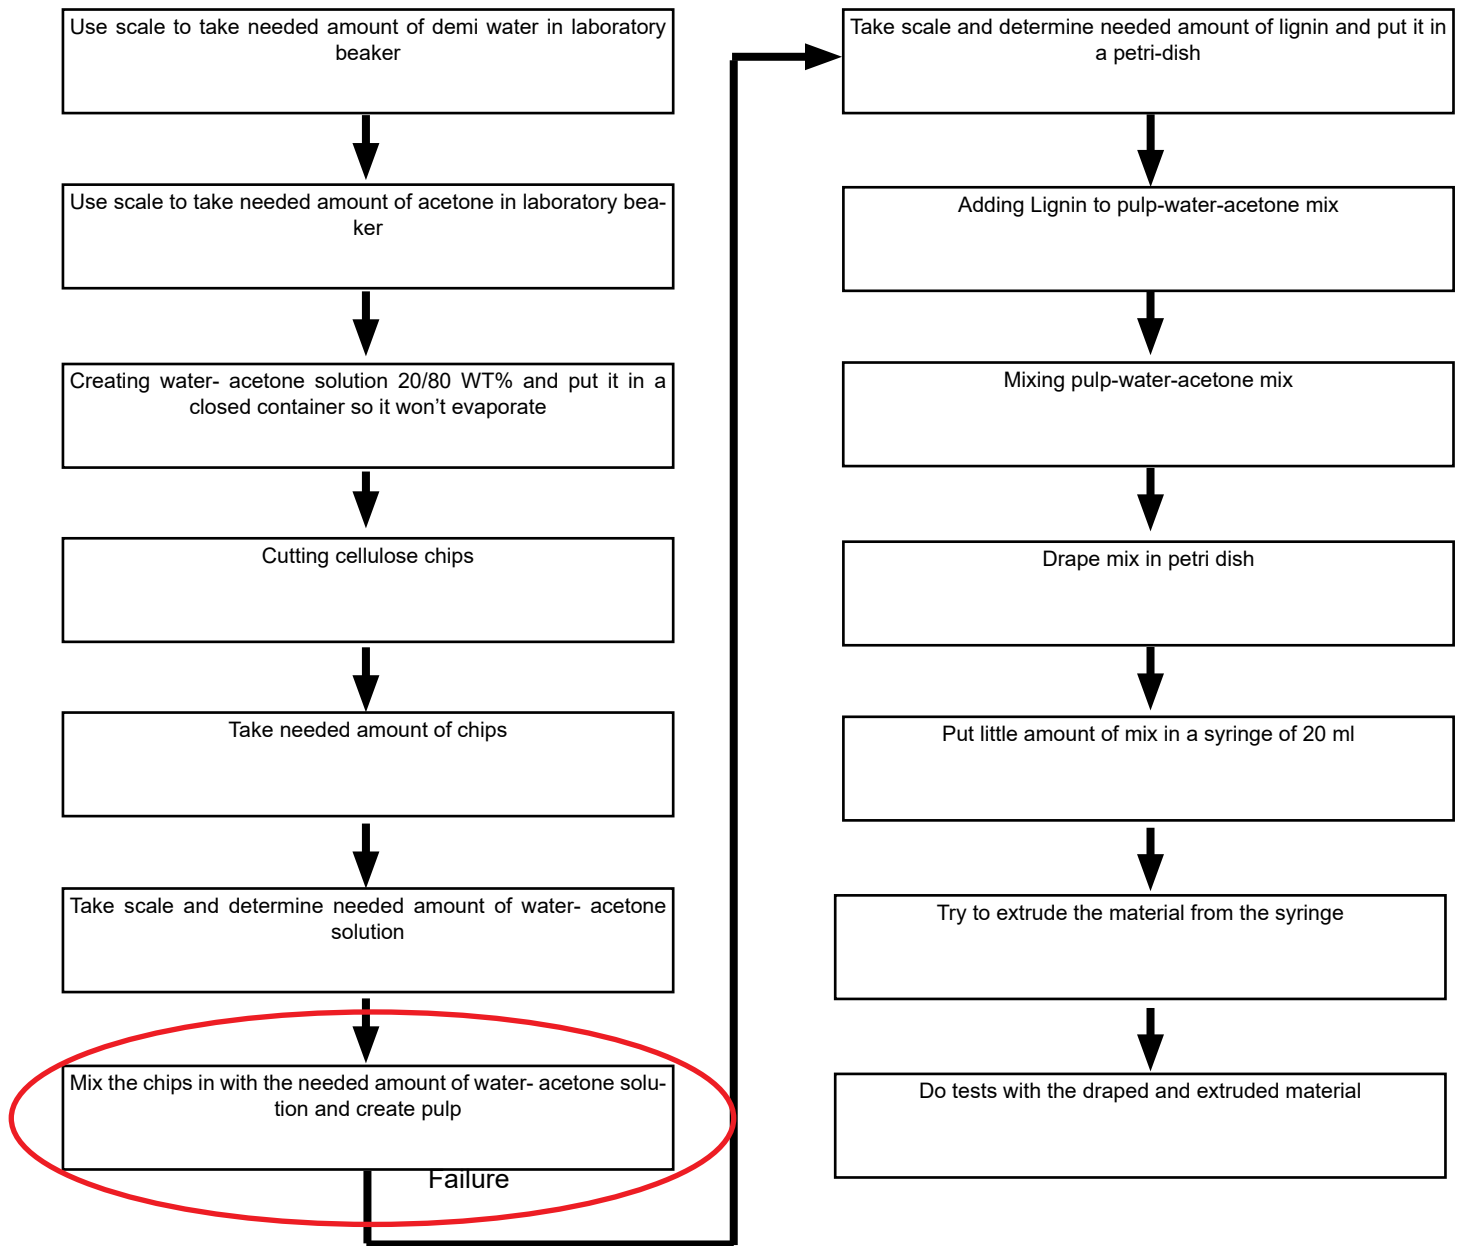 Use scale to take needed amount of demi water in laboratory
beaker
Use scale to take needed amount of acetone in laboratory bea-
ker
Creating water- acetone solution 20/80 WT% and put it in a
closed container so it won’t evaporate
Cutting cellulose chips
Take needed amount of chips
Take scale and determine needed amount of water- acetone
solution
Mix the chips in with the needed amount of water- acetone solu-
tion and create pulp
Failure
Take scale and determine needed amount of lignin and put it in
a petri-dish
Adding Lignin to pulp-water-acetone mix
Mixing pulp-water-acetone mix
Drape mix in petri dish
Put little amount of mix in a syringe of 20 ml
Try to extrude the material from the syringe
Do tests with the draped and extruded material